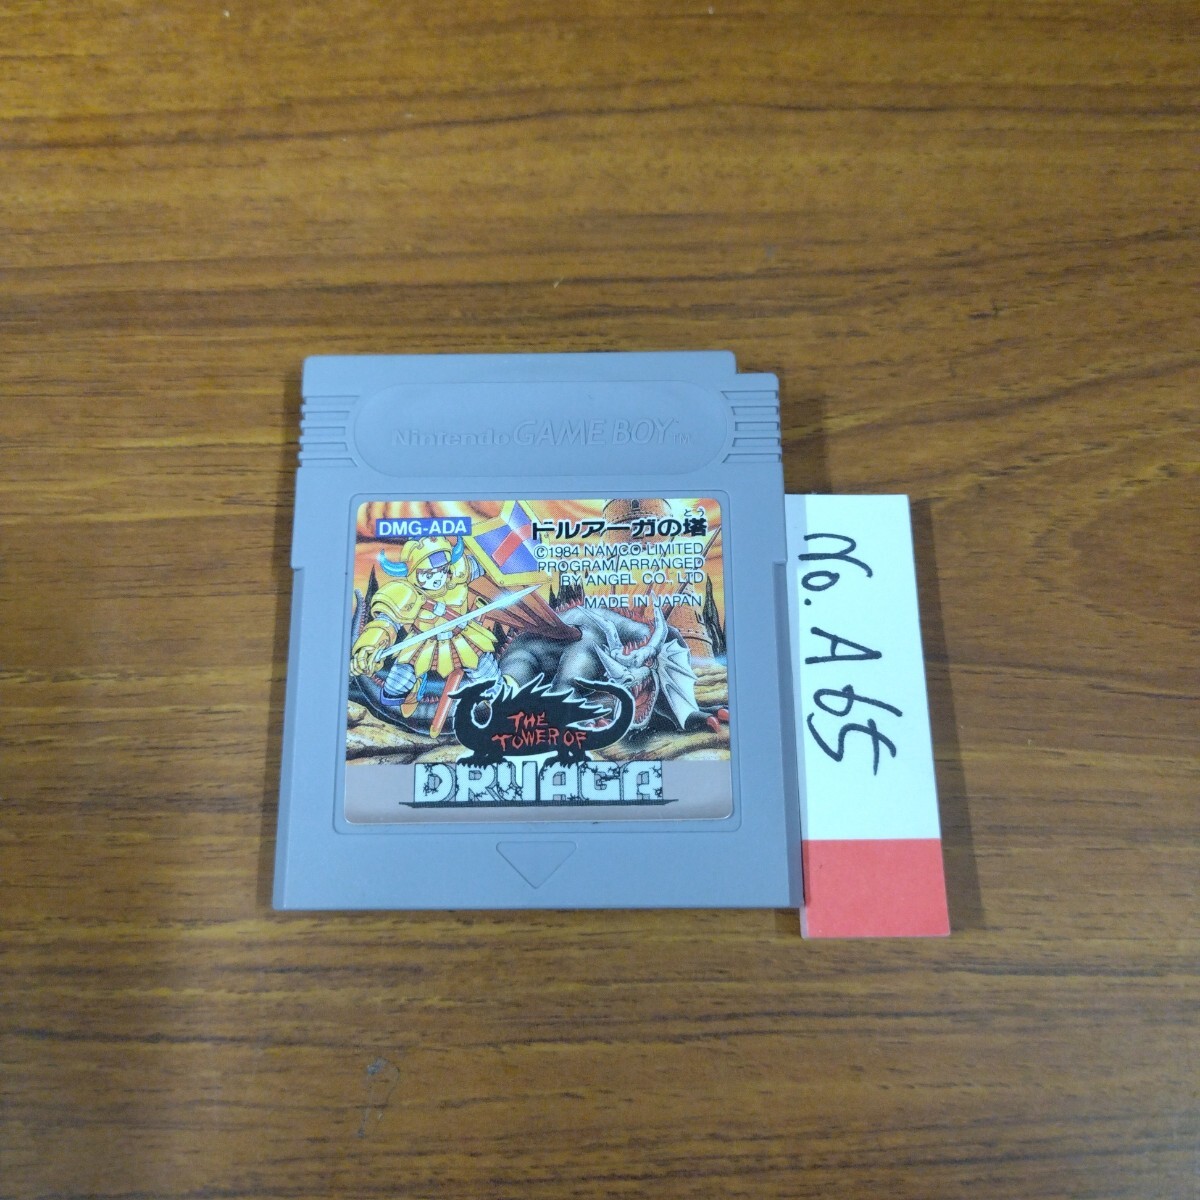 Nintendo GAME BOY TM
DMG-ADA
とう
ドルアーガの塔
©1984 NAMCO LIMITED
PROGRAM ARRANGED
BY ANGEL CO., LTD
MADE IN JAPAN
THE
TOWER OF
DRUAGA
No. A65